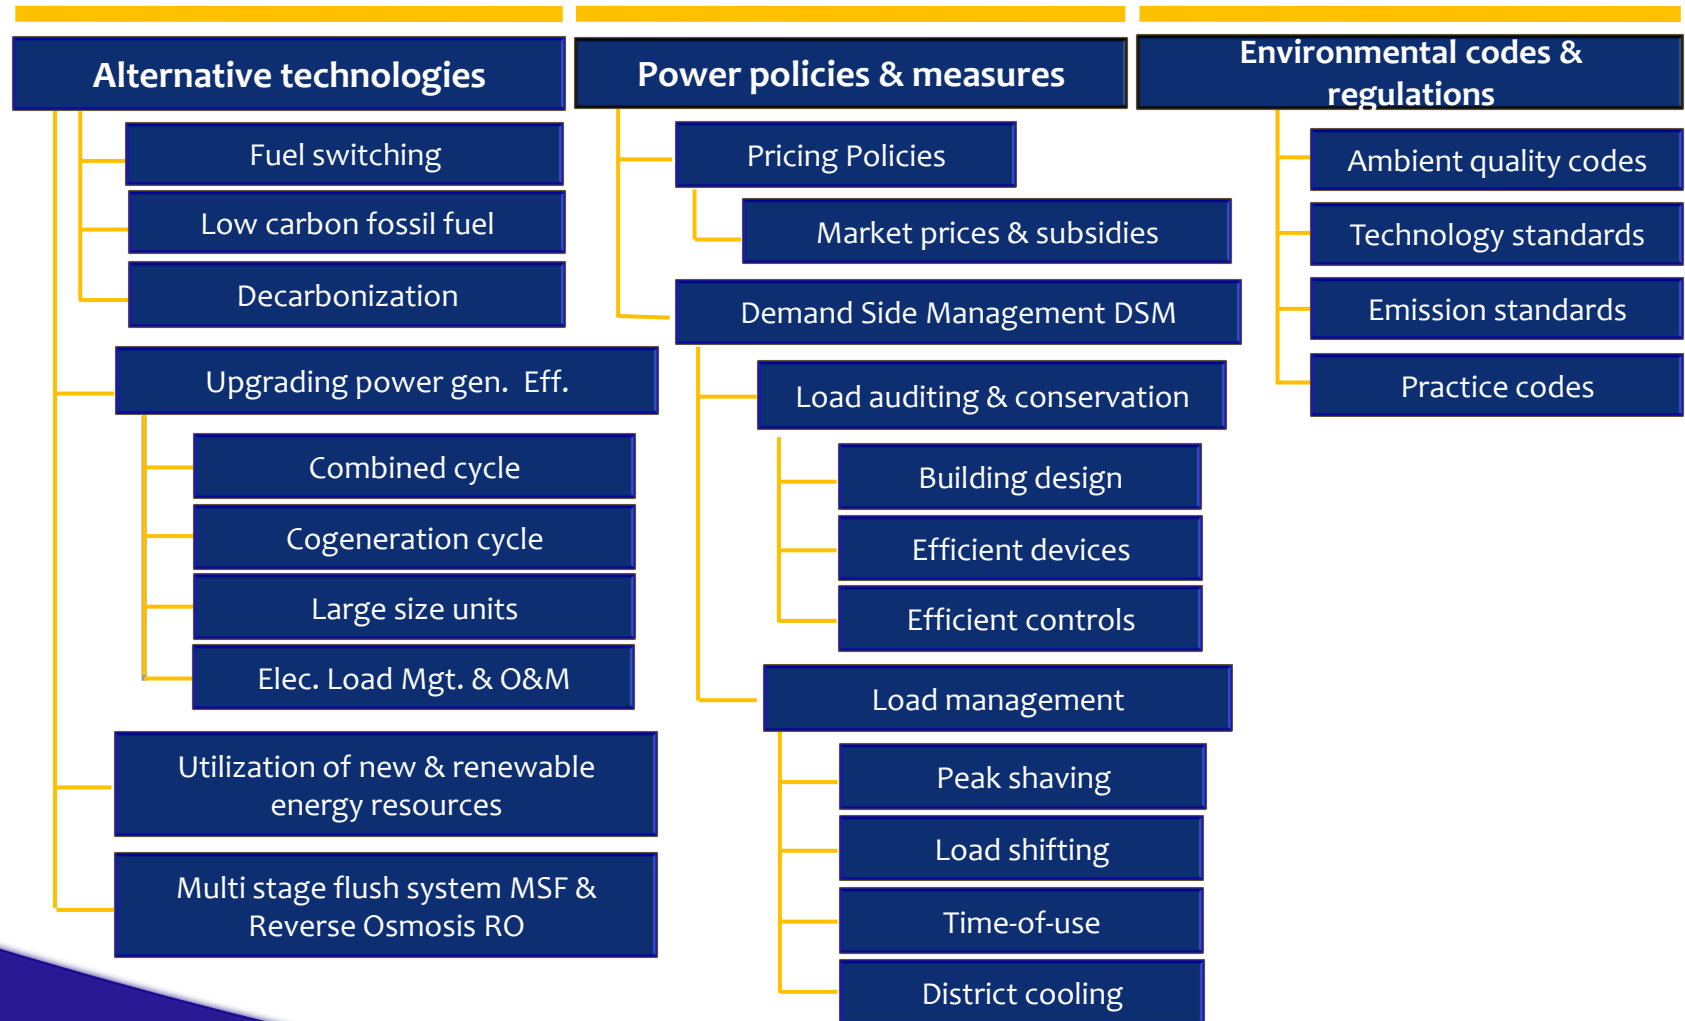 Alternative technologies
Fuel switching
Low carbon fossil fuel
Decarbonization
Upgrading power gen. Eff.
Combined cycle
Cogeneration cycle
Large size units
Elec. Load Mgt. & O&M
Utilization of new & renewable
energy resources
Multi stage flush system MSF &
Reverse Osmosis RO
Power policies & measures
Pricing Policies
Market prices & subsidies
Demand Side Management DSM
Load auditing & conservation
Building design
Efficient devices
Efficient controls
Load management
Peak shaving
Load shifting
Time-of-use
District cooling
Environmental codes &
regulations
Ambient quality codes
Technology standards
Emission standards
Practice codes